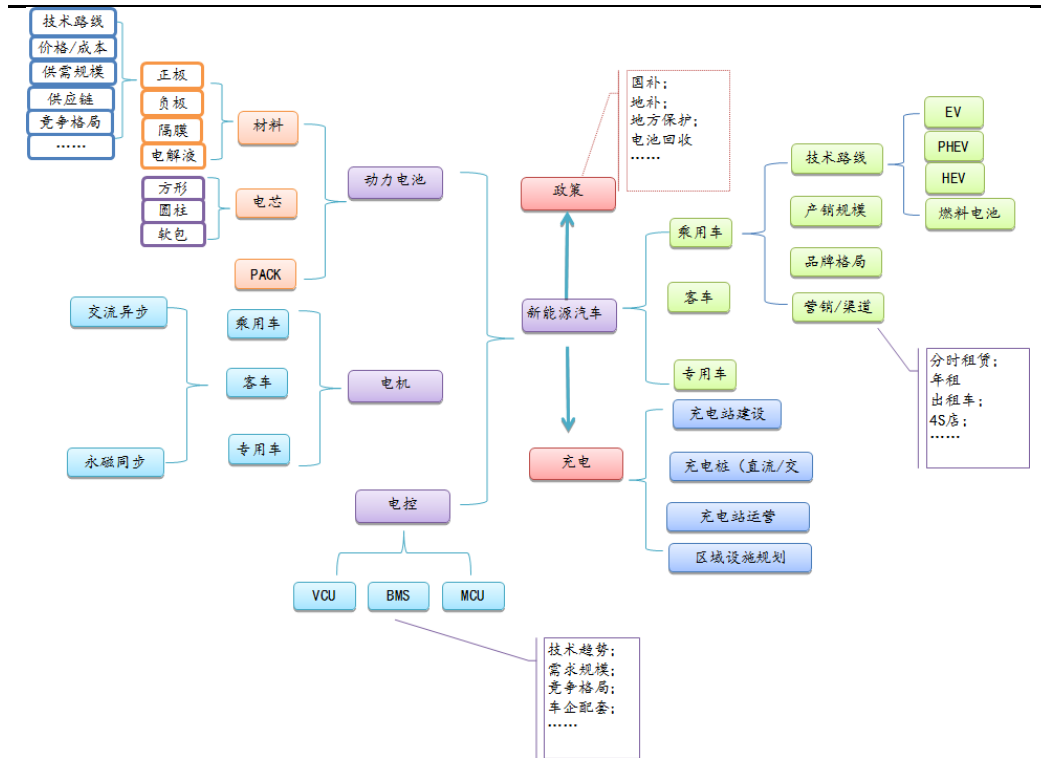 技术路线
价格/成本
供需规模
供应链
竞争格局
……
正极
负极
隔膜
电解液
材料
方形
圆柱
软包
电芯
PACK
动力电池
交流异步
永磁同步
乘用车
客车
专用车
电机
电控
VCU
BMS
MCU
技术趋势;
需求规模;
竞争格局;
车企配套;
……
国补;
地补;
地方保护;
电池回收
……
政策
新能源汽车
充电
乘用车
客车
专用车
技术路线
产销规模
品牌格局
营销/渠道
EV
PHEV
HEV
燃料电池
分时租赁;
年租
出租车;
4S店;
……
充电站建设
充电桩（直流/交
充电站运营
区域设施规划